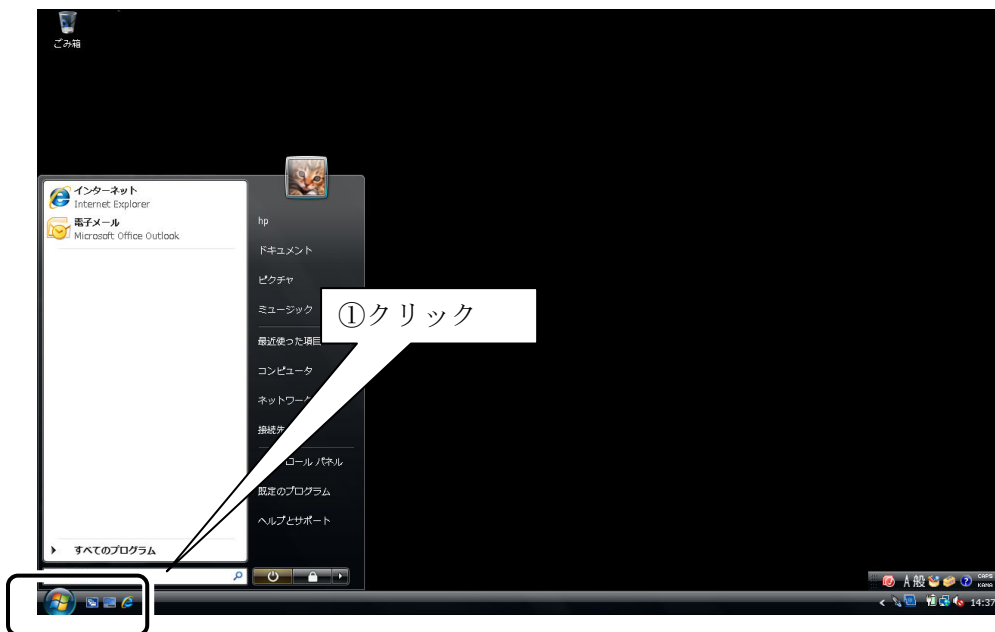 ごみ箱
インターネット
Internet Explorer
電子メール
Microsoft Office Outlook
hp
ドキュメント
ピクチャ
ミュージック
①クリック
最近使った項目
コンピュータ
ネットワーク
接続先
ロール パネル
既定のプログラム
ヘルプとサポート
すべてのプログラム
A 般
CAPS
KANA
14:37